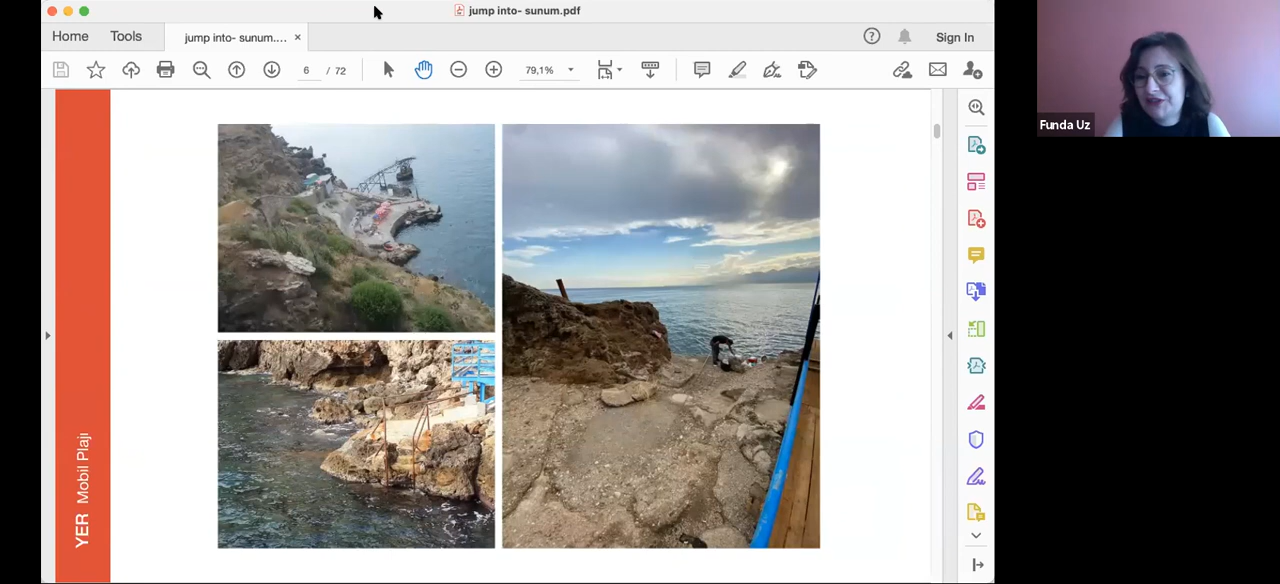 jump into- sunum.pdf
Home
Tools
jump into- sunum....
×
Sign In
6
/ 72
79,1%
Funda Uz
YER Mobil Plajı